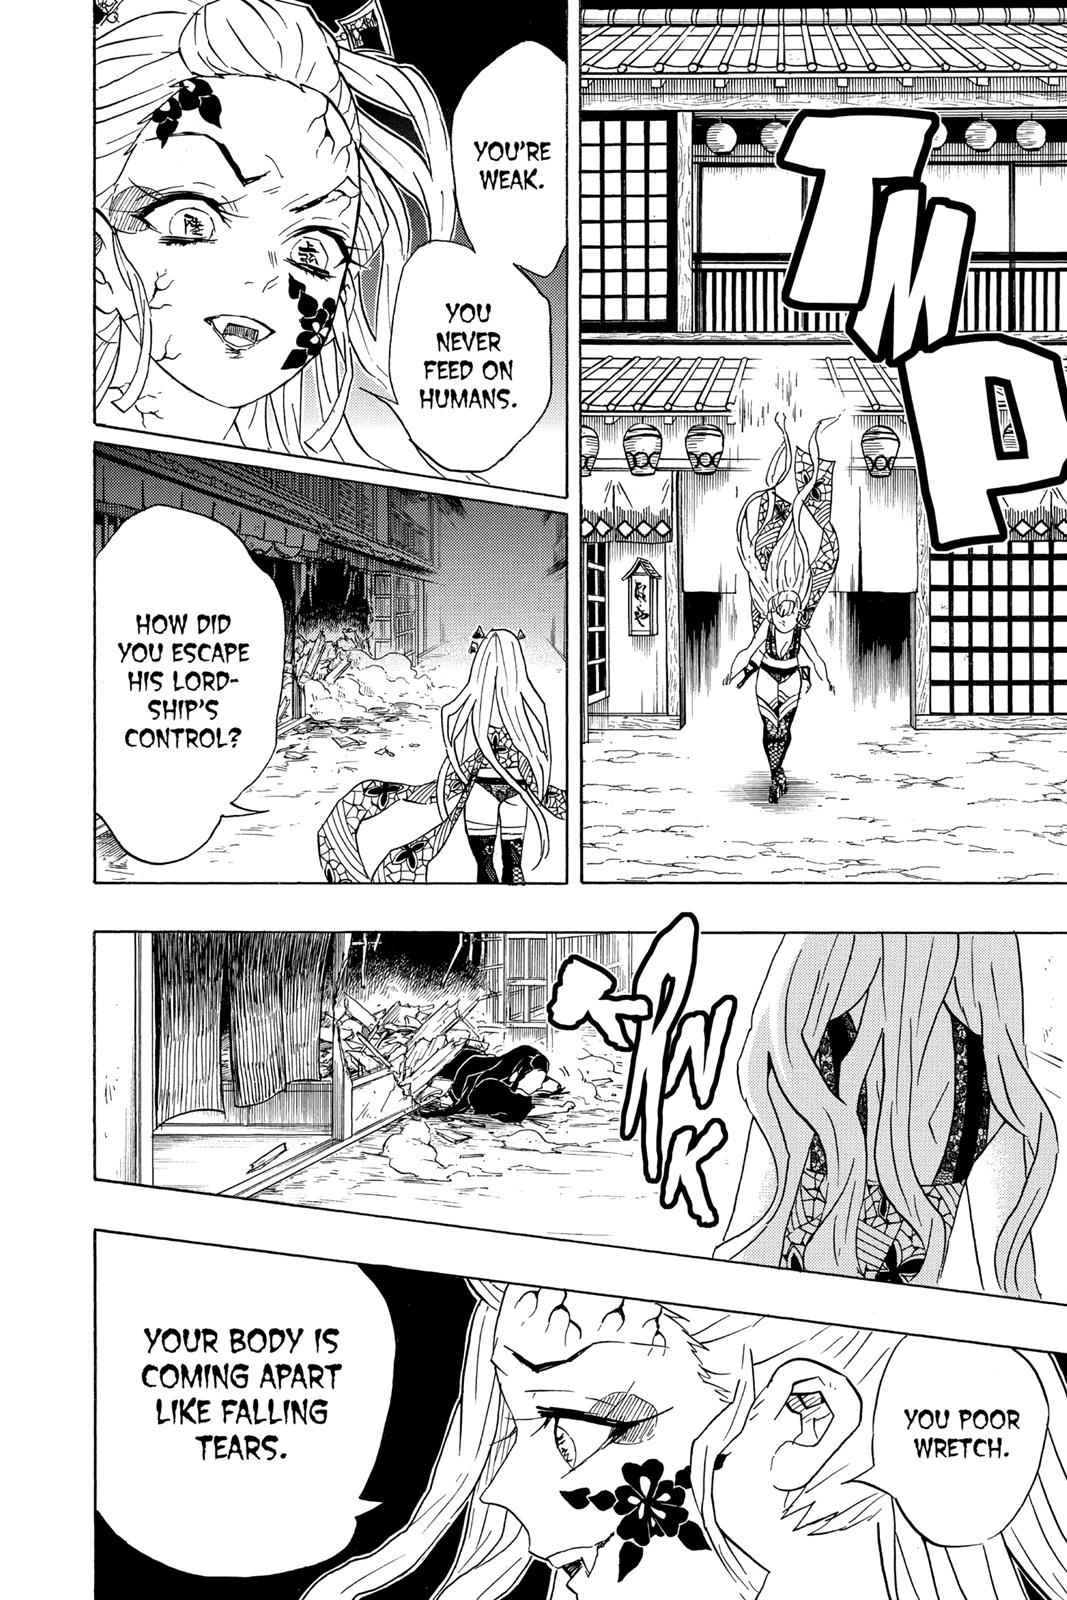 TMP
YOU'RE
WEAK.
YOU
NEVER
FEED ON
HUMANS.
HOW DID
YOU ESCAPE
HIS LORD-
SHIP'S
CONTROL?
YOU POOR
WRETCH.
YOUR BODY IS
COMING APART
LIKE FALLING
TEARS.